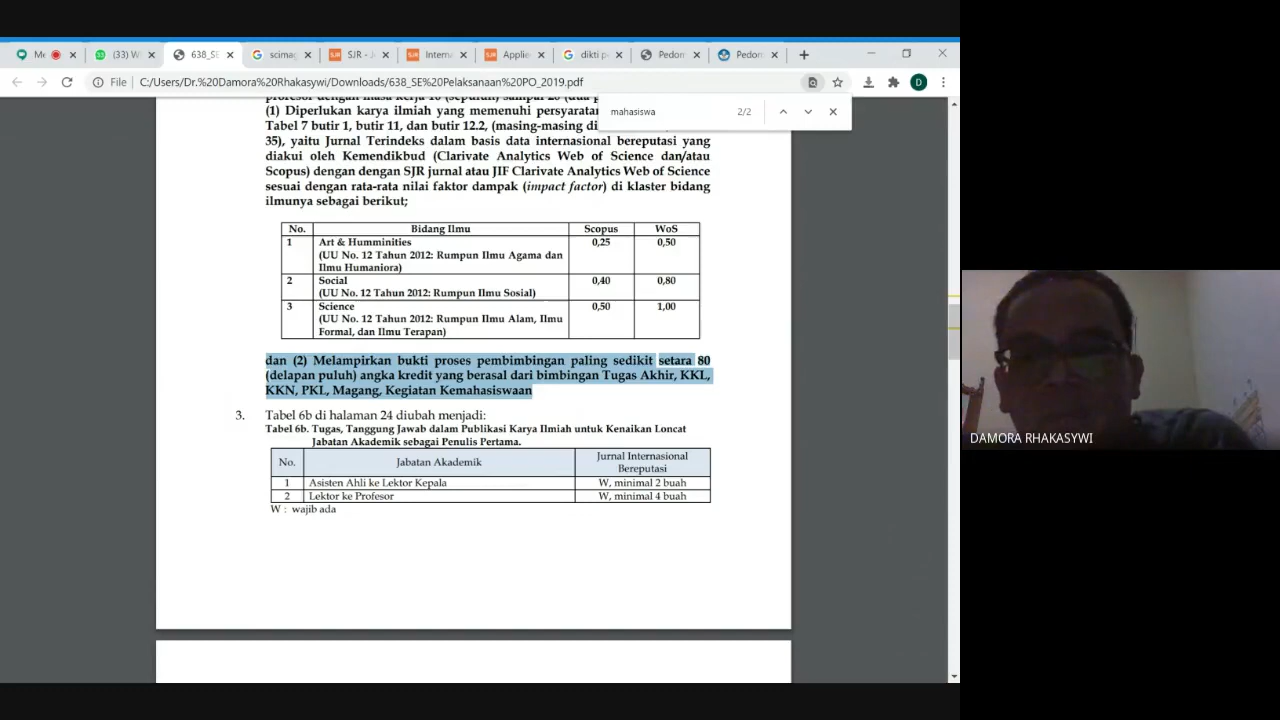 Me
(33) W
638_SE
scimag
SJR - J
Interna
Applie
dikti pe
Pedom
Pedom
File C:/Users/Dr.%20Damora%20Rhakasywi/Downloads/638_SE%20Pelaksanaan%20PO_2019.pdf
D
mahasiswa 2/2
(1) Diperlukan karya ilmiah yang memenuhi persyaratan
Tabel 7 butir 1, butir 11, dan butir 12.2, (masing-masing di
35), yaitu Jurnal Terindeks dalam basis data internasional bereputasi yang
diakui oleh Kemendikbud (Clarivate Analytics Web of Science dan/atau
Scopus) dengan dengan SJR jurnal atau JIF Clarivate Analytics Web of Science
sesuai dengan rata-rata nilai faktor dampak (impact factor) di klaster bidang
ilmunya sebagai berikut;
No. Bidang Ilmu Scopus WoS
1 Art & Humminities 0,25 0,50
(UU No. 12 Tahun 2012: Rumpun Ilmu Agama dan
Ilmu Humaniora)
2 Social 0,40 0,80
(UU No. 12 Tahun 2012: Rumpun Ilmu Sosial)
3 Science 0,50 1,00
(UU No. 12 Tahun 2012: Rumpun Ilmu Alam, Ilmu
Formal, dan Ilmu Terapan)
dan (2) Melampirkan bukti proses pembimbingan paling sedikit setara 80
(delapan puluh) angka kredit yang berasal dari bimbingan Tugas Akhir, KKL,
KKN, PKL, Magang, Kegiatan Kemahasiswaan
3. Tabel 6b di halaman 24 diubah menjadi:
Tabel 6b. Tugas, Tanggung Jawab dalam Publikasi Karya Ilmiah untuk Kenaikan Loncat
Jabatan Akademik sebagai Penulis Pertama.
No. Jabatan Akademik Jurnal Internasional
Bereputasi
1 Asisten Ahli ke Lektor Kepala W, minimal 2 buah
2 Lektor ke Profesor W, minimal 4 buah
W : wajib ada
DAMORA RHAKASYWI